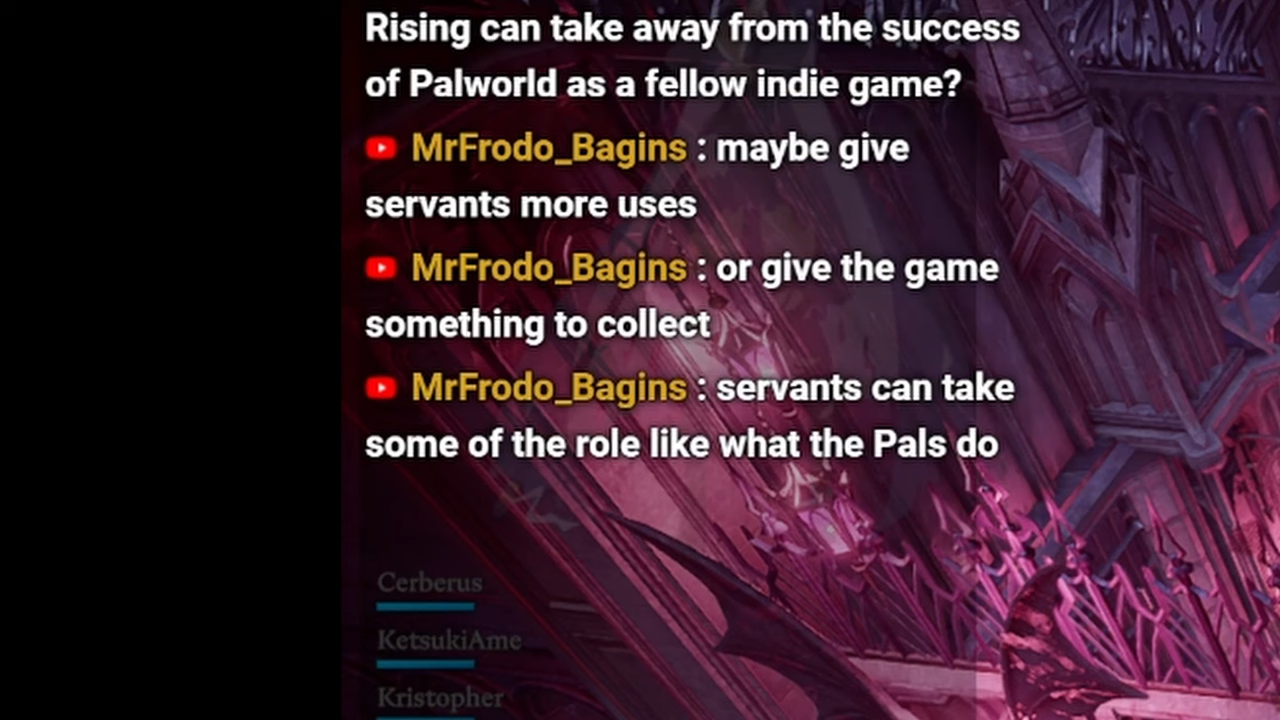 Rising can take away from the success
of Palworld as a fellow indie game?
MrFrodo_Bagins : maybe give
servants more uses
MrFrodo_Bagins : or give the game
something to collect
MrFrodo_Bagins : servants can take
some of the role like what the Pals do
Cerberus
KetsukiAme
Kristopher